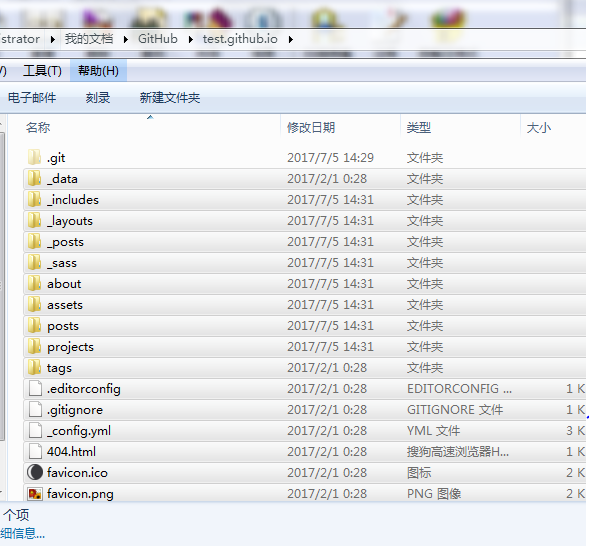 istrator ▸ 我的文档 ▸ GitHub ▸ test.github.io ▸
) 工具(T) 帮助(H)
电子邮件 刻录 新建文件夹
名称 修改日期 类型 大小
.git 2017/7/5 14:29 文件夹
_data 2017/2/1 0:28 文件夹
_includes 2017/7/5 14:31 文件夹
_layouts 2017/7/5 14:31 文件夹
_posts 2017/7/5 14:31 文件夹
_sass 2017/7/5 14:31 文件夹
about 2017/7/5 14:31 文件夹
assets 2017/7/5 14:31 文件夹
posts 2017/7/5 14:31 文件夹
projects 2017/7/5 14:31 文件夹
tags 2017/2/1 0:28 文件夹
.editorconfig 2017/2/1 0:28 EDITORCONFIG ... 1 K
.gitignore 2017/2/1 0:28 GITIGNORE 文件 1 K
_config.yml 2017/2/1 0:28 YML 文件 3 K
404.html 2017/2/1 0:28 搜狗高速浏览器H... 1 K
favicon.ico 2017/2/1 0:28 图标 2 K
favicon.png 2017/2/1 0:28 PNG 图像 2 K
个项
细信息...